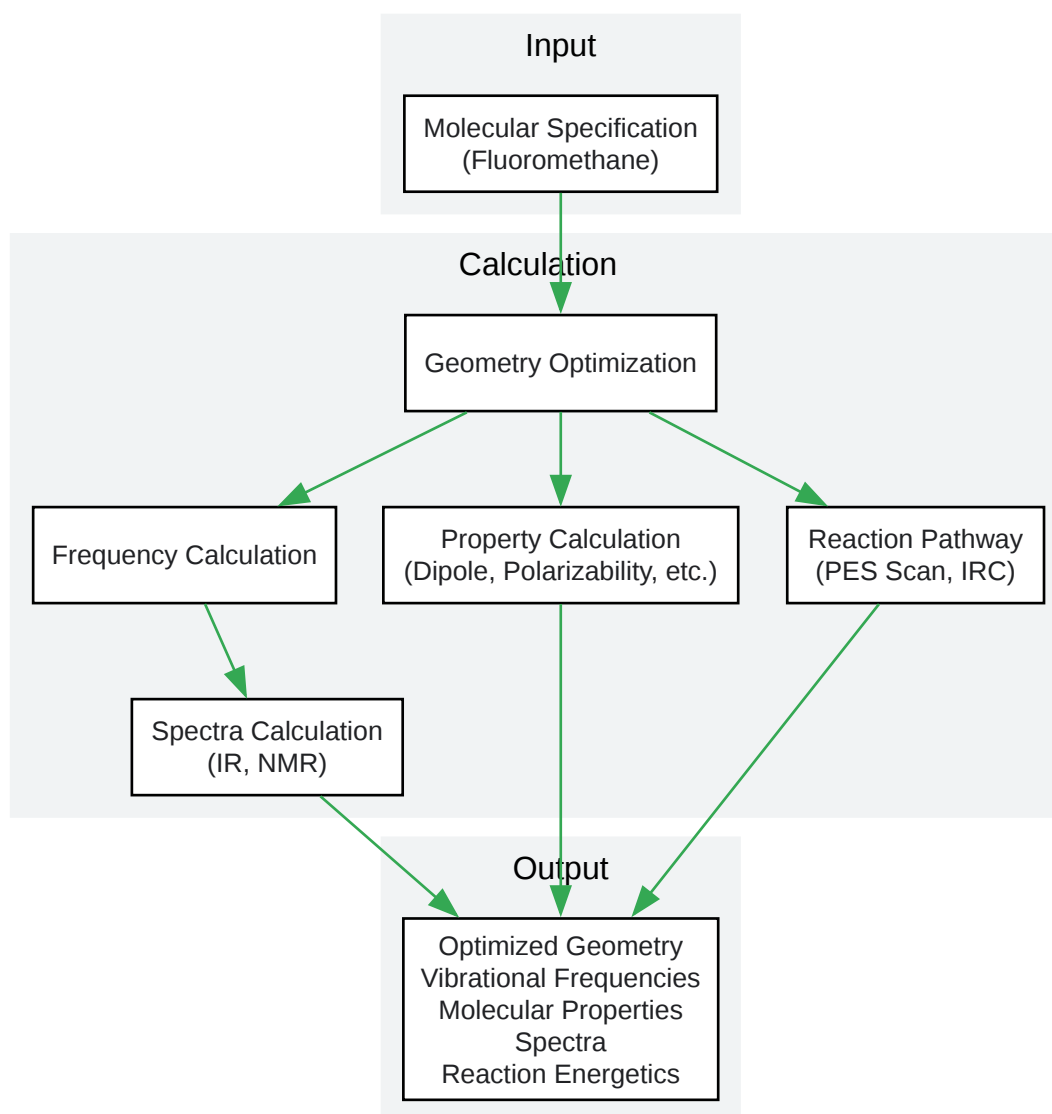 Input
Molecular Specification
(Fluoromethane)
Calculation
Geometry Optimization
Frequency Calculation
Property Calculation
(Dipole, Polarizability, etc.)
Reaction Pathway
(PES Scan, IRC)
Spectra Calculation
(IR, NMR)
Output
Optimized Geometry
Vibrational Frequencies
Molecular Properties
Spectra
Reaction Energetics